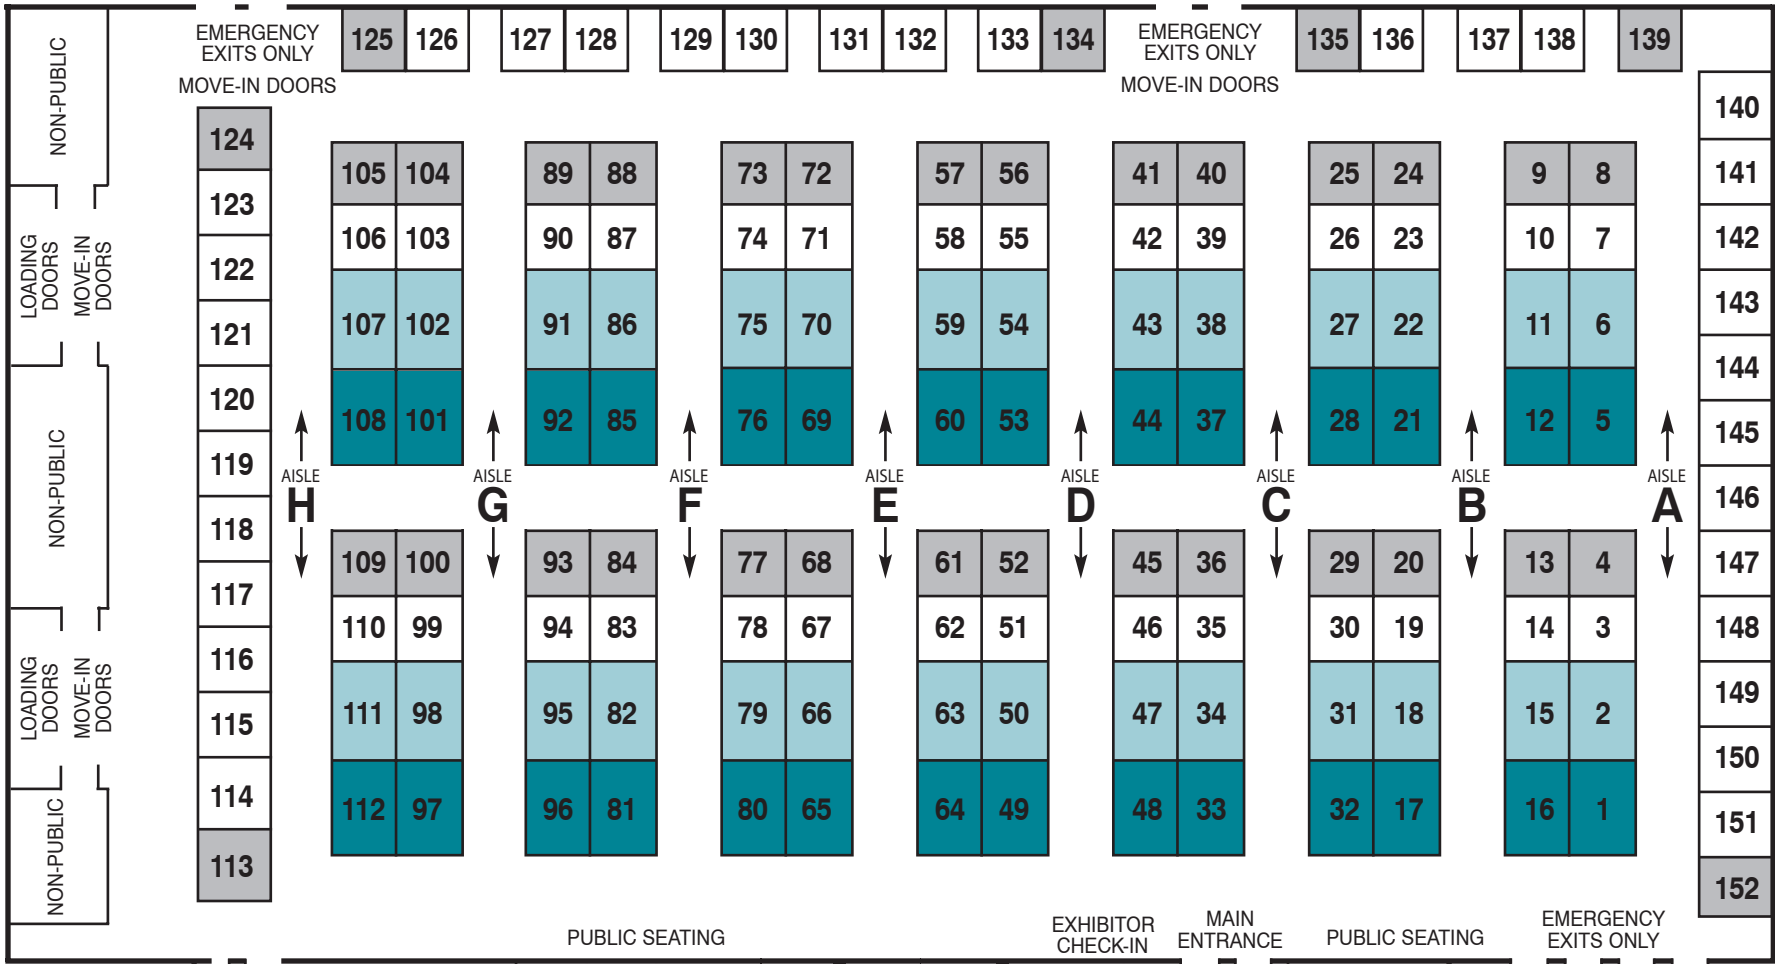 EMERGENCY
EXITS ONLY
MOVE-IN DOORS
125 126 127 128 129 130 131 132 133 134
EMERGENCY
EXITS ONLY
MOVE-IN DOORS
135 136 137 138 139
NON-PUBLIC
LOADING
DOORS
MOVE-IN
DOORS
NON-PUBLIC
LOADING
DOORS
MOVE-IN
DOORS
NON-PUBLIC
124
123
122
121
120
119
118
117
116
115
114
113
105 104
106 103
107 102
108 101
109 100
110 99
111 98
112 97
89 88
90 87
91 86
92 85
93 84
94 83
95 82
96 81
73 72
74 71
75 70
76 69
77 68
78 67
79 66
80 65
57 56
58 55
59 54
60 53
61 52
62 51
63 50
64 49
41 40
42 39
43 38
44 37
45 36
46 35
47 34
48 33
25 24
26 23
27 22
28 21
29 20
30 19
31 18
32 17
9 8
10 7
11 6
12 5
13 4
14 3
15 2
16 1
AISLE
H
AISLE
G
AISLE
F
AISLE
E
AISLE
D
AISLE
C
AISLE
B
AISLE
A
140
141
142
143
144
145
146
147
148
149
150
151
152
PUBLIC SEATING
EXHIBITOR
CHECK-IN
MAIN
ENTRANCE
PUBLIC SEATING
EMERGENCY
EXITS ONLY